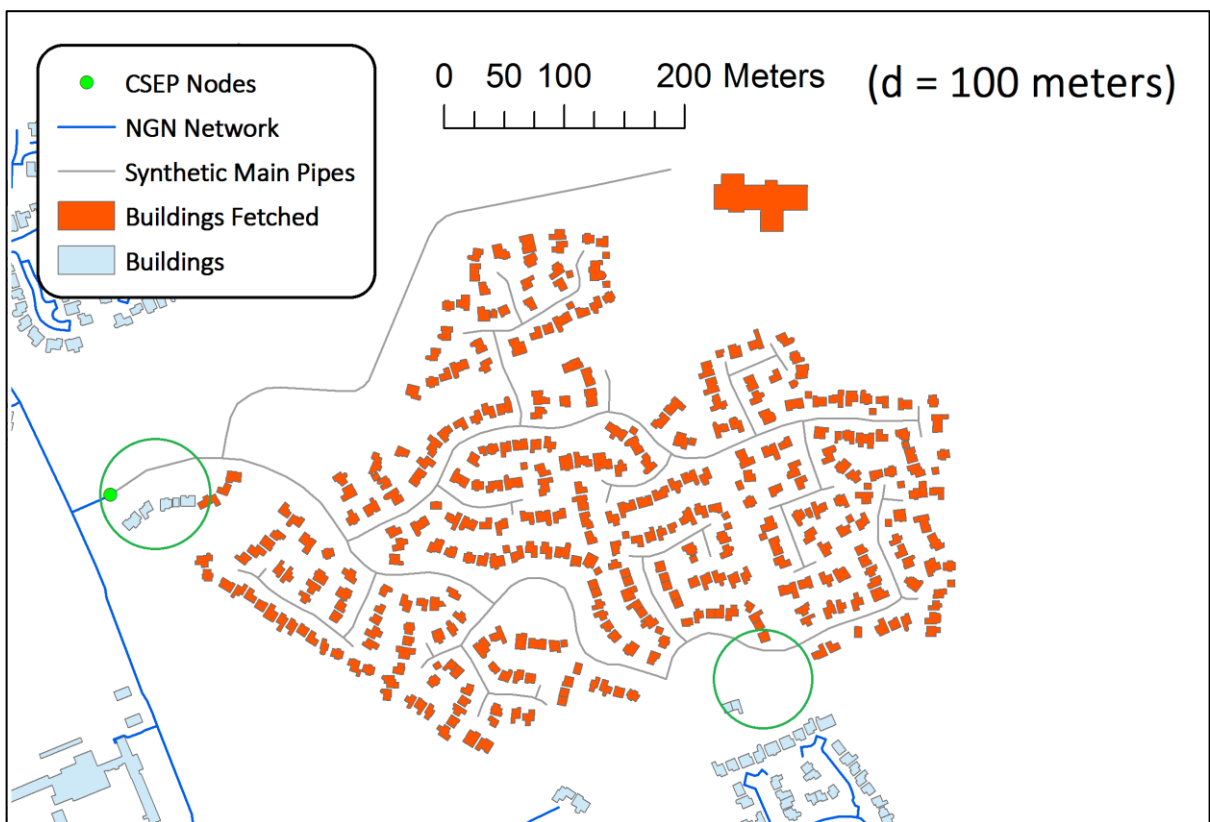 0 50 100 200 Meters
(d = 100 meters)
CSEP Nodes
NGN Network
Synthetic Main Pipes
Buildings Fetched
Buildings